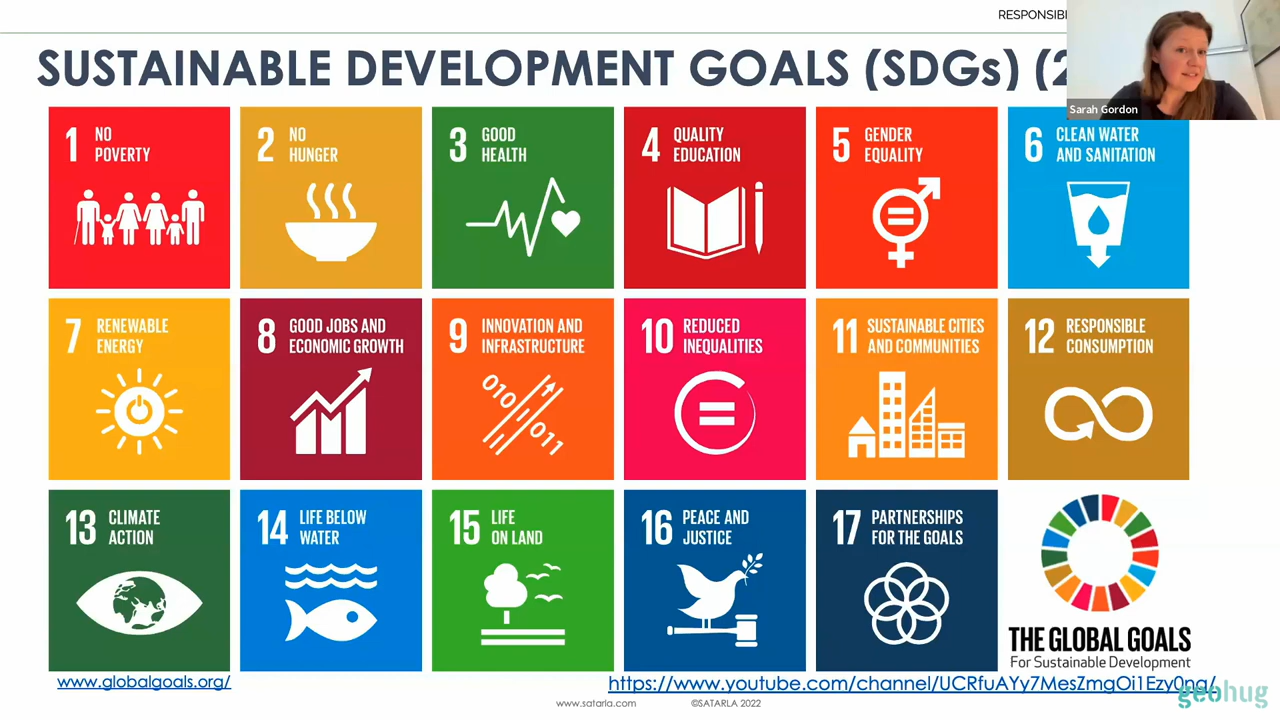 RESPONSIB
SUSTAINABLE DEVELOPMENT GOALS (SDGs) (2
Sarah Gordon
1 NO
POVERTY
2 NO
HUNGER
3 GOOD
HEALTH
4 QUALITY
EDUCATION
5 GENDER
EQUALITY
6 CLEAN WATER
AND SANITATION
7 RENEWABLE
ENERGY
8 GOOD JOBS AND
ECONOMIC GROWTH
9 INNOVATION AND
INFRASTRUCTURE
010
011
10 REDUCED
INEQUALITIES
11 SUSTAINABLE CITIES
AND COMMUNITIES
12 RESPONSIBLE
CONSUMPTION
13 CLIMATE
ACTION
14 LIFE BELOW
WATER
15 LIFE
ON LAND
16 PEACE AND
JUSTICE
17 PARTNERSHIPS
FOR THE GOALS
THE GLOBAL GOALS
For Sustainable Development
www.globalgoals.org/
https://www.youtube.com/channel/UCRfuAYy7MesZmgOi1Ezy0ng/
geohug
www.satarla.com ©SATARLA 2022